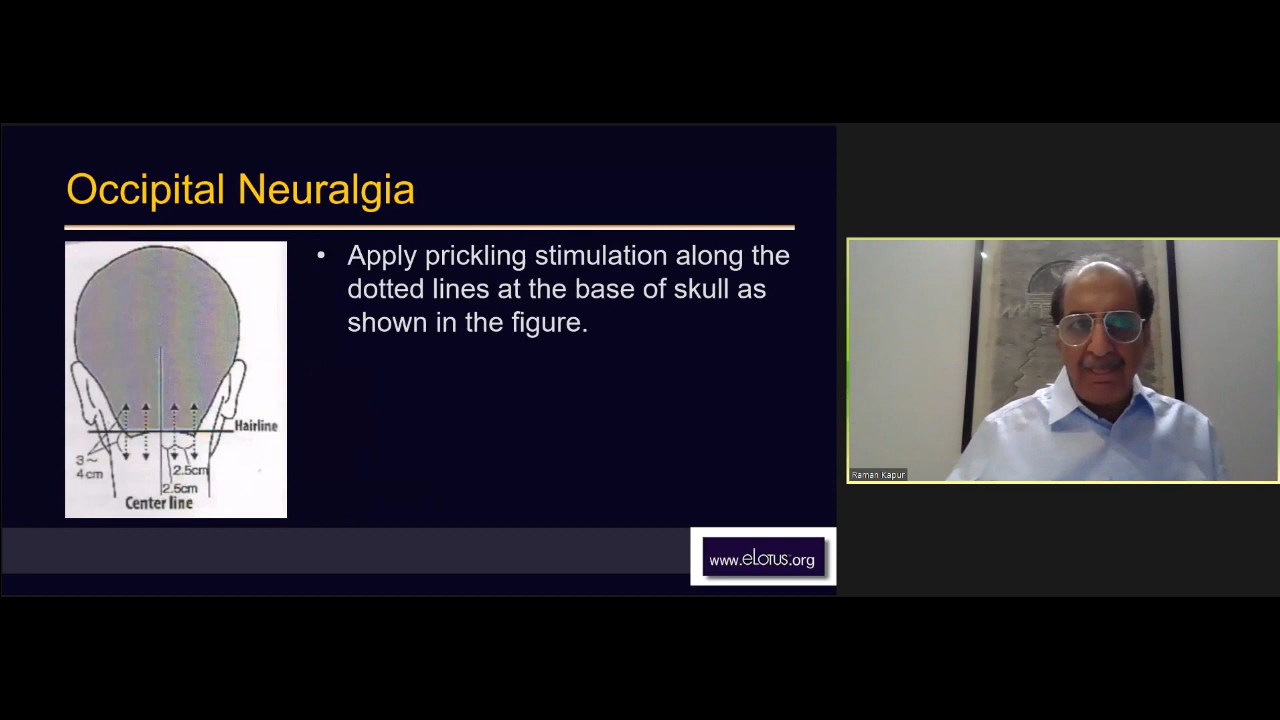 Occipital Neuralgia
• Apply prickling stimulation along the
dotted lines at the base of skull as
shown in the figure.
Hairline
3~
4cm
2.5cm
2.5cm
Center line
www.eLotus.org
Raman Kapur